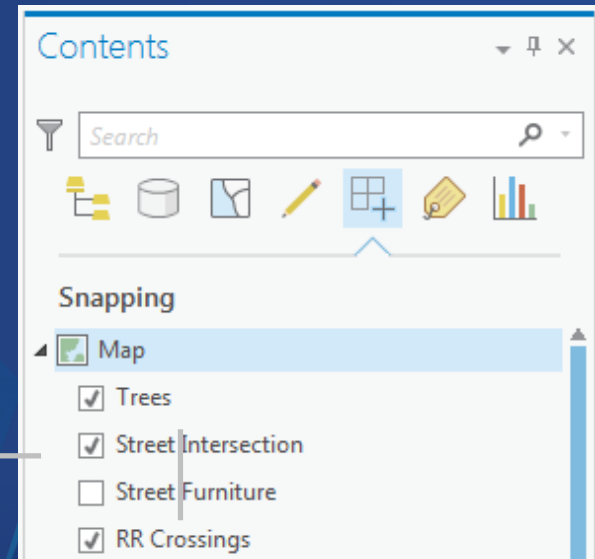 Contents
Search
Snapping
Map
Trees
Street Intersection
Street Furniture
RR Crossings